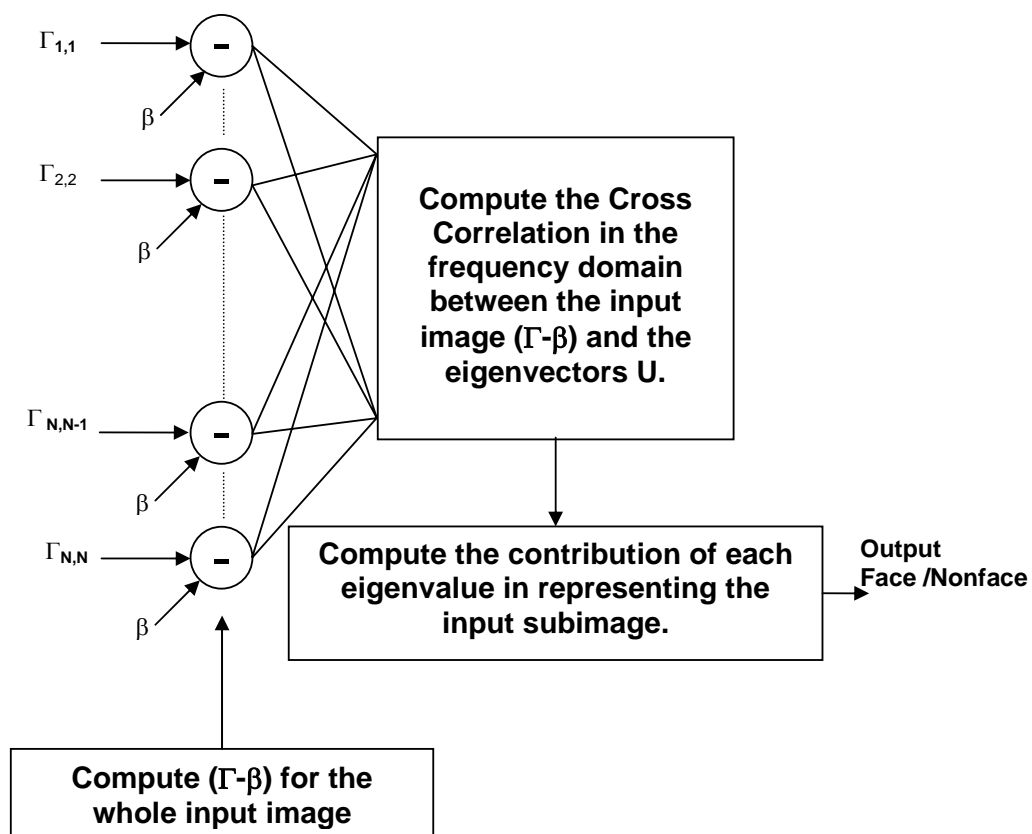 Γ1,1
-
β
Γ2,2
-
β
Compute the Cross
Correlation in the
frequency domain
between the input
image (Γ-β) and the
eigenvectors U.
Γ N,N-1
-
β
ΓN,N
-
β
Compute the contribution of each
eigenvalue in representing the
input subimage.
Output
Face /Nonface
Compute (Γ-β) for the
whole input image